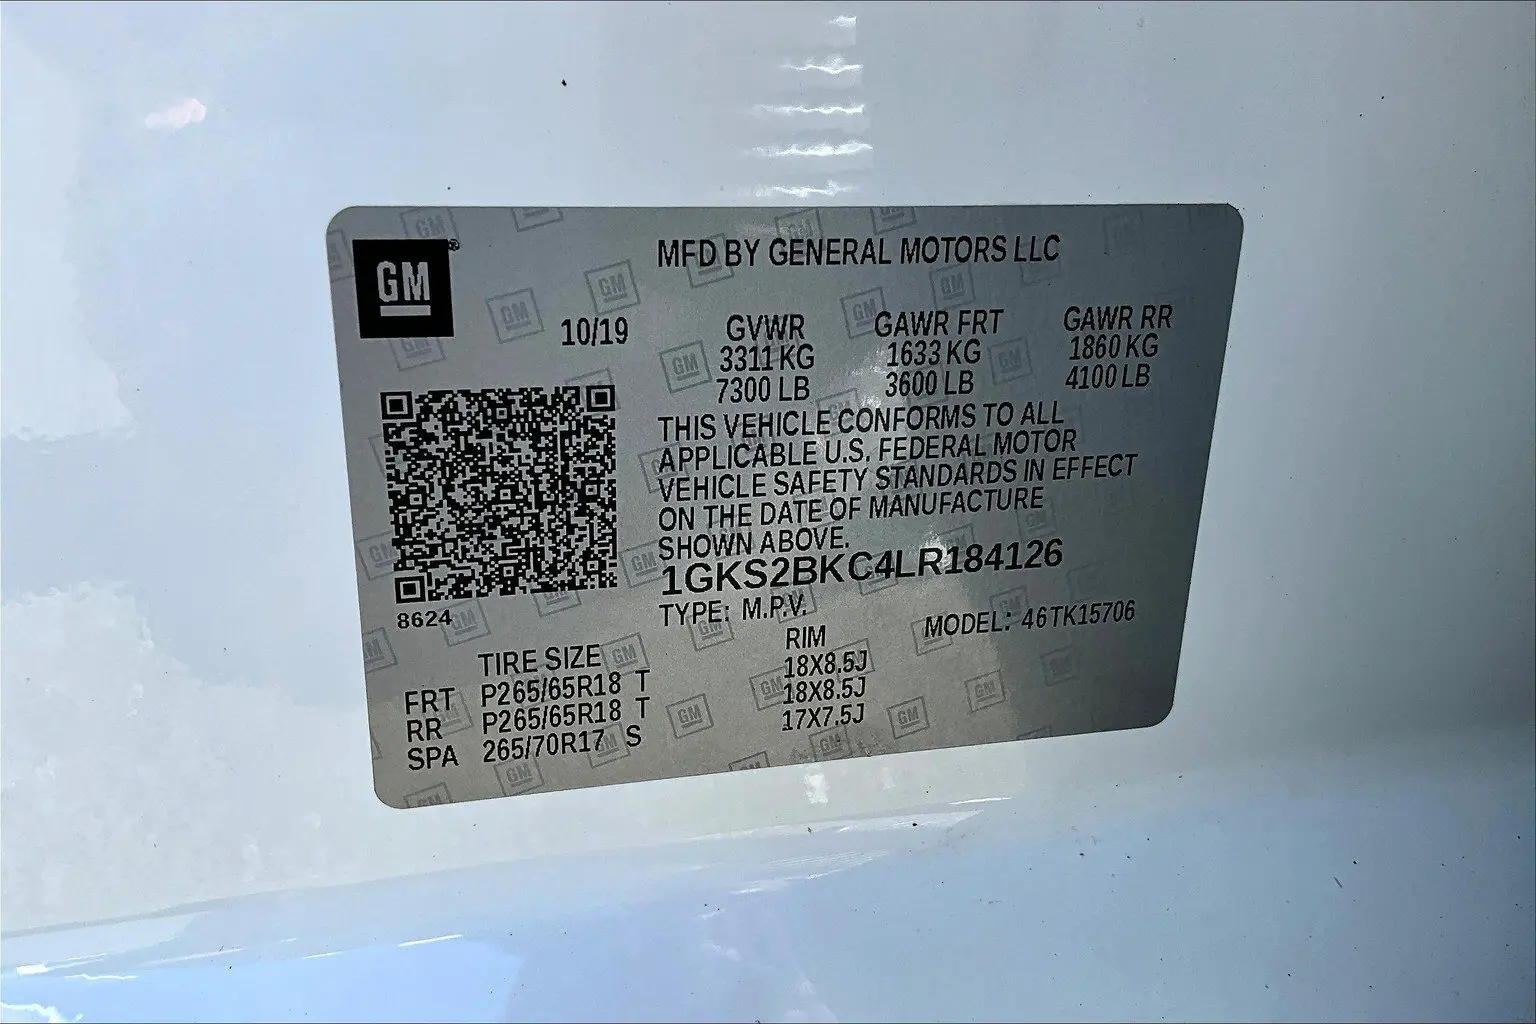 GM
MFD BY GENERAL MOTORS LLC
10/19 GVWR GAWR FRT GAWR RR
3311 KG 1633 KG 1860 KG
7300 LB 3600 LB 4100 LB
THIS VEHICLE CONFORMS TO ALL
APPLICABLE U.S. FEDERAL MOTOR
VEHICLE SAFETY STANDARDS IN EFFECT
ON THE DATE OF MANUFACTURE
SHOWN ABOVE.
1GKS2BKC4LR184126
8624 TYPE: M.P.V. MODEL: 46TK15706
TIRE SIZE RIM
FRT P265/65R18 T 18X8.5J
RR P265/65R18 T 18X8.5J
SPA 265/70R17 S 17X7.5J